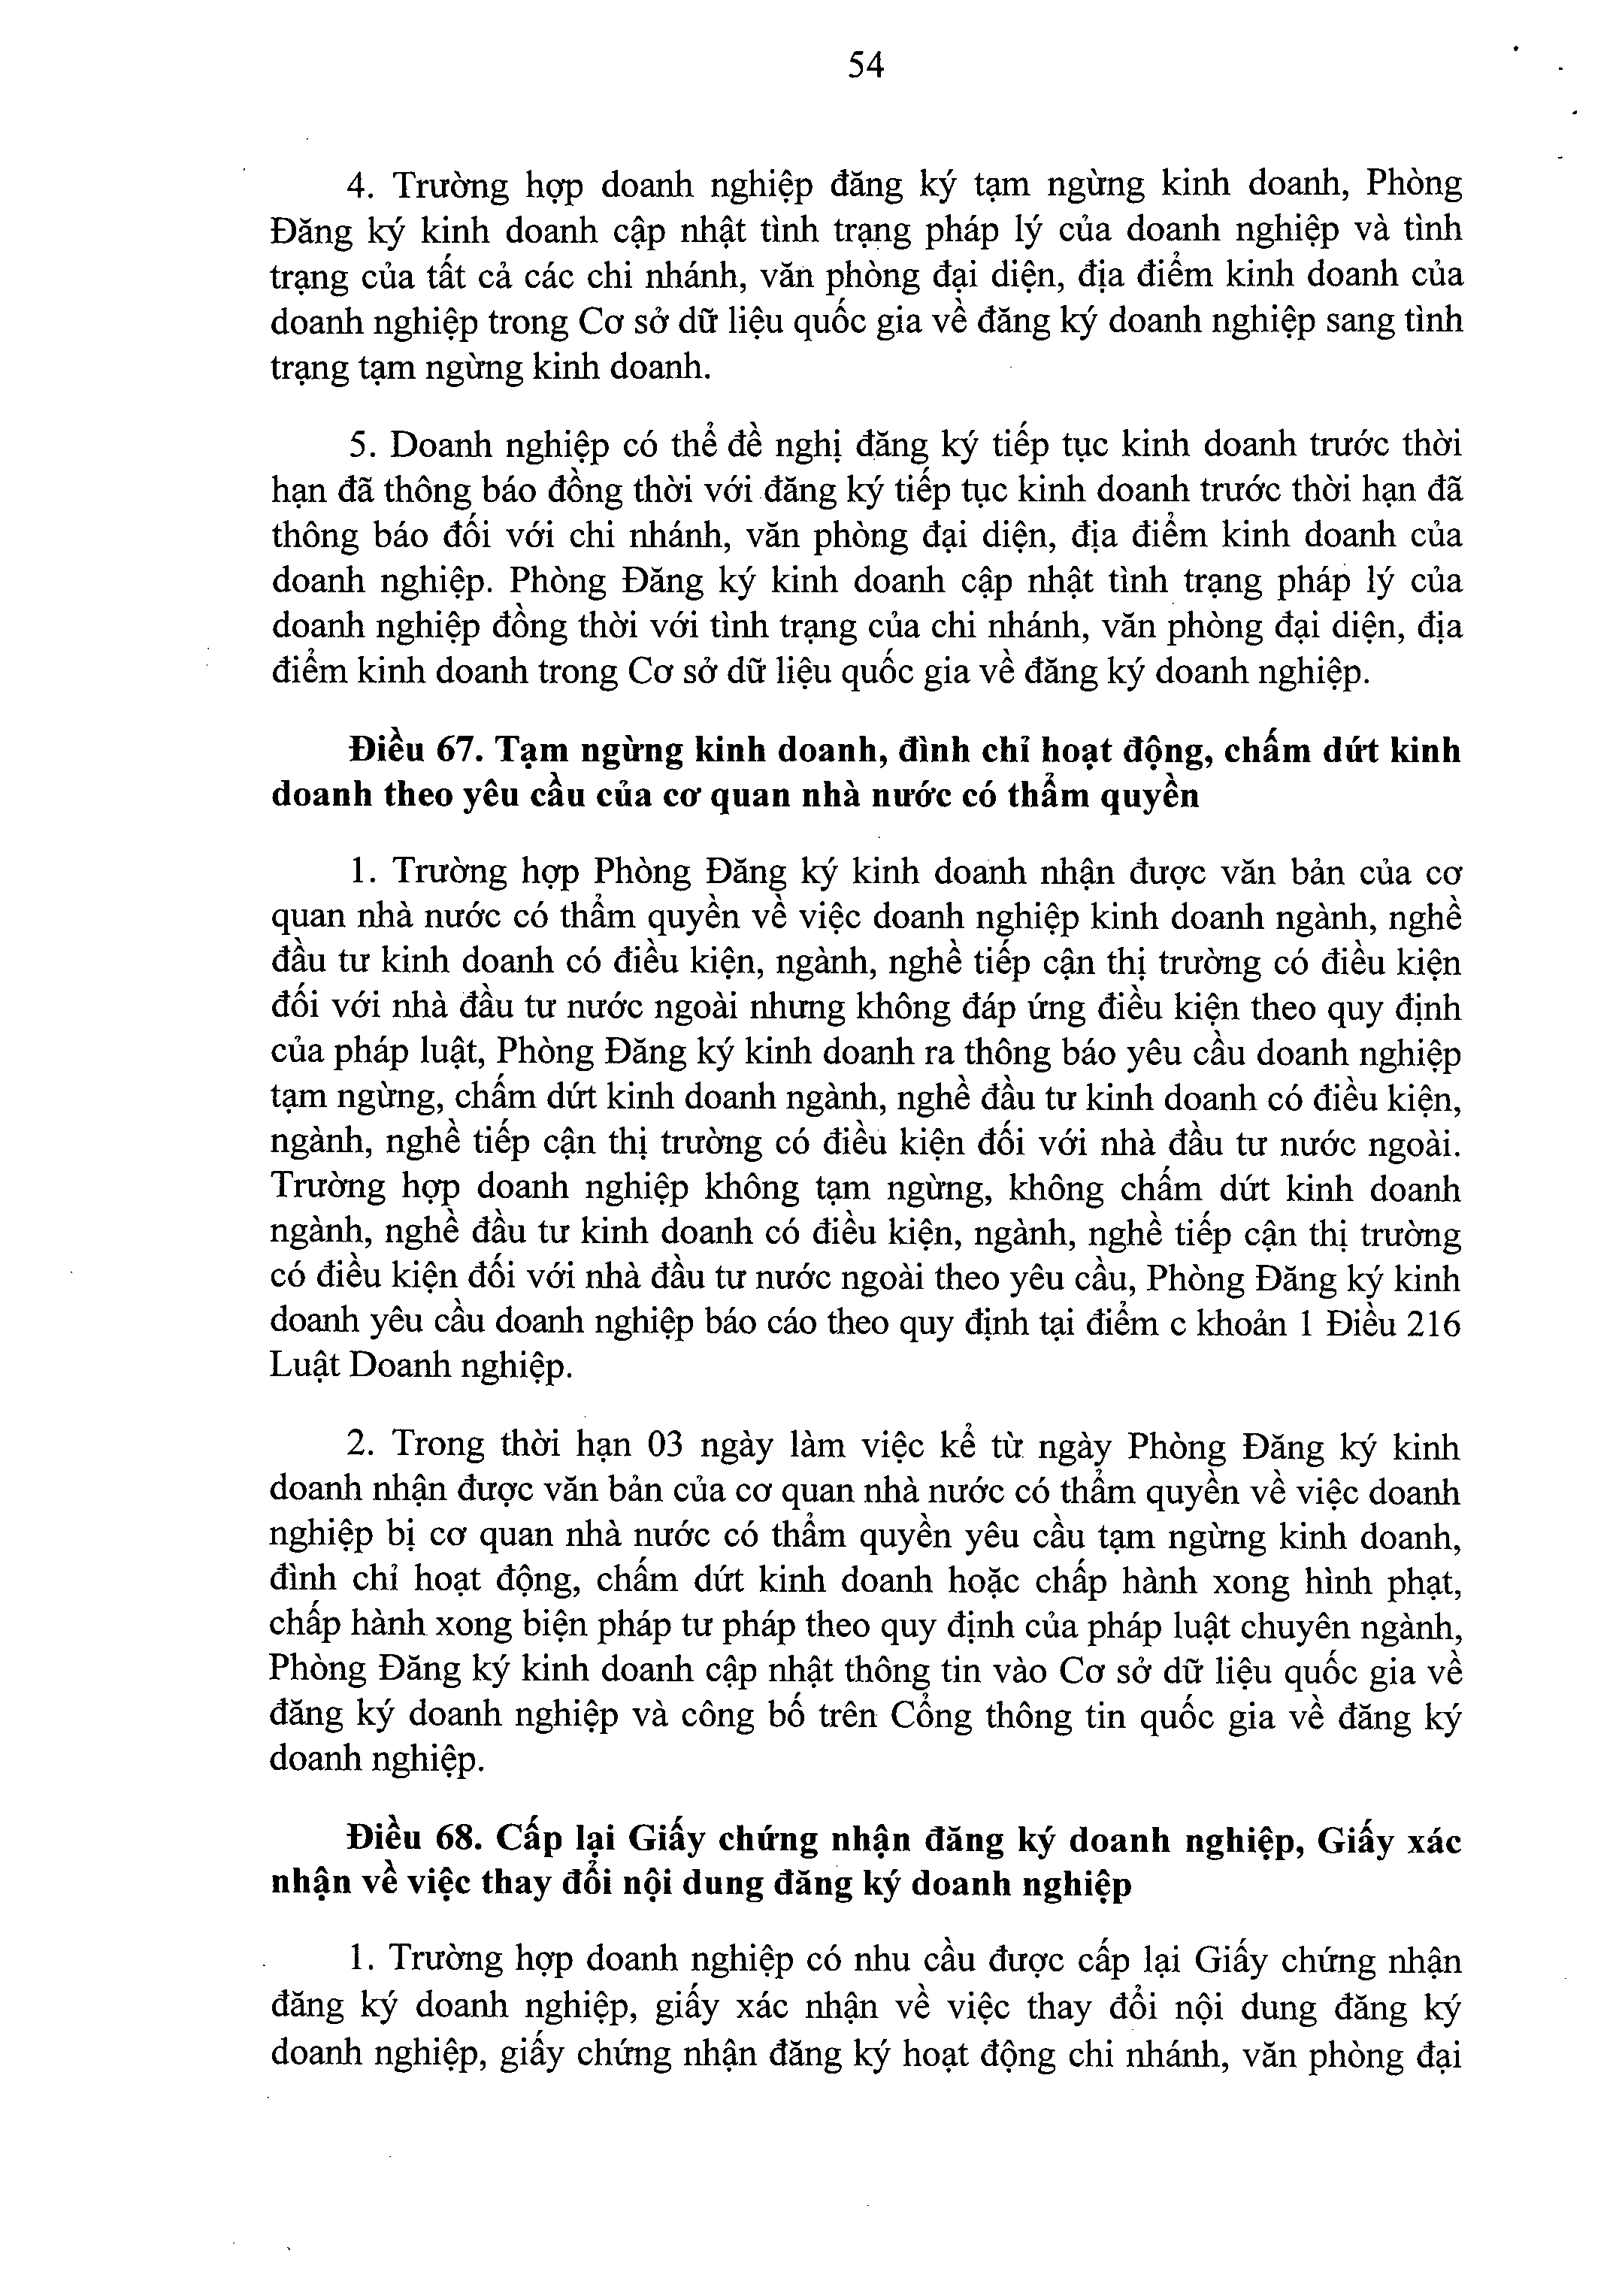 54
4. Trường hợp doanh nghiệp đăng ký tạm ngừng kinh doanh, Phòng
Đăng ký kinh doanh cập nhật tình trạng pháp lý của doanh nghiệp và tình
trạng của tất cả các chi nhánh, văn phòng đại diện, địa điểm kinh doanh của
doanh nghiệp trong Cơ sở dữ liệu quốc gia về đăng ký doanh nghiệp sang tình
trạng tạm ngừng kinh doanh.
5. Doanh nghiệp có thể đề nghị đăng ký tiếp tục kinh doanh trước thời
hạn đã thông báo đồng thời với đăng ký tiếp tục kinh doanh trước thời hạn đã
thông báo đối với chi nhánh, văn phòng đại diện, địa điểm kinh doanh của
doanh nghiệp. Phòng Đăng ký kinh doanh cập nhật tình trạng pháp lý của
doanh nghiệp đồng thời với tình trạng của chi nhánh, văn phòng đại diện, địa
điểm kinh doanh trong Cơ sở dữ liệu quốc gia về đăng ký doanh nghiệp.
Điều 67. Tạm ngừng kinh doanh, đình chỉ hoạt động, chấm dứt kinh
doanh theo yêu cầu của cơ quan nhà nước có thẩm quyền
1. Trường hợp Phòng Đăng ký kinh doanh nhận được văn bản của cơ
quan nhà nước có thẩm quyền về việc doanh nghiệp kinh doanh ngành, nghề
đầu tư kinh doanh có điều kiện, ngành, nghề tiếp cận thị trường có điều kiện
đối với nhà đầu tư nước ngoài nhưng không đáp ứng điều kiện theo quy định
của pháp luật, Phòng Đăng ký kinh doanh ra thông báo yêu cầu doanh nghiệp
tạm ngừng, chấm dứt kinh doanh ngành, nghề đầu tư kinh doanh có điều kiện,
ngành, nghề tiếp cận thị trường có điều kiện đối với nhà đầu tư nước ngoài.
Trường hợp doanh nghiệp không tạm ngừng, không chấm dứt kinh doanh
ngành, nghề đầu tư kinh doanh có điều kiện, ngành, nghề tiếp cận thị trường
có điều kiện đối với nhà đầu tư nước ngoài theo yêu cầu, Phòng Đăng ký kinh
doanh yêu cầu doanh nghiệp báo cáo theo quy định tại điểm c khoản 1 Điều 216
Luật Doanh nghiệp.
2. Trong thời hạn 03 ngày làm việc kể từ ngày Phòng Đăng ký kinh
doanh nhận được văn bản của cơ quan nhà nước có thẩm quyền về việc doanh
nghiệp bị cơ quan nhà nước có thẩm quyền yêu cầu tạm ngừng kinh doanh,
đình chỉ hoạt động, chấm dứt kinh doanh hoặc chấp hành xong hình phạt,
chấp hành xong biện pháp tư pháp theo quy định của pháp luật chuyên ngành,
Phòng Đăng ký kinh doanh cập nhật thông tin vào Cơ sở dữ liệu quốc gia về
đăng ký doanh nghiệp và công bố trên Cổng thông tin quốc gia về đăng ký
doanh nghiệp.
Điều 68. Cấp lại Giấy chứng nhận đăng ký doanh nghiệp, Giấy xác
nhận về việc thay đổi nội dung đăng ký doanh nghiệp
1. Trường hợp doanh nghiệp có nhu cầu được cấp lại Giấy chứng nhận
đăng ký doanh nghiệp, giấy xác nhận về việc thay đổi nội dung đăng ký
doanh nghiệp, giấy chứng nhận đăng ký hoạt động chi nhánh, văn phòng đại